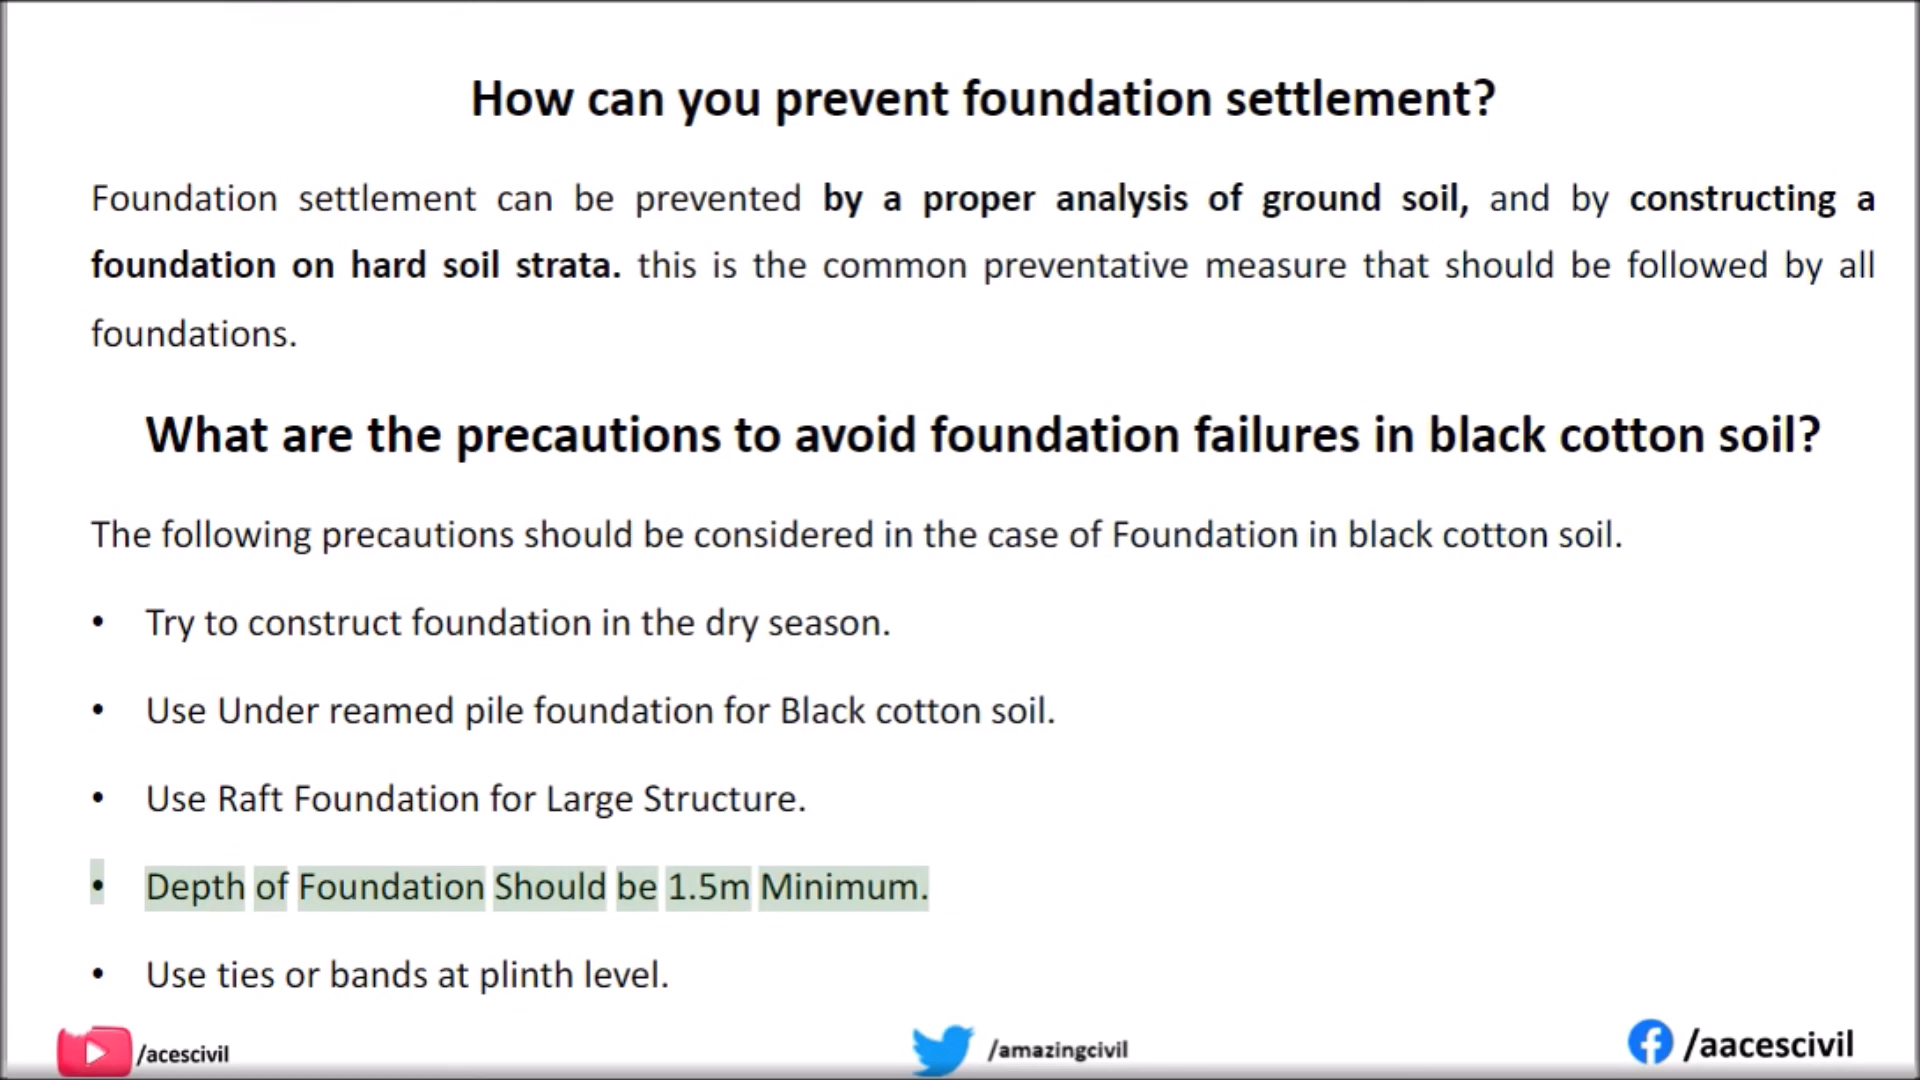 How can you prevent foundation settlement?
Foundation settlement can be prevented by a proper analysis of ground soil, and by constructing a
foundation on hard soil strata. this is the common preventative measure that should be followed by all
foundations.
What are the precautions to avoid foundation failures in black cotton soil?
The following precautions should be considered in the case of Foundation in black cotton soil.
• Try to construct foundation in the dry season.
• Use Under reamed pile foundation for Black cotton soil.
• Use Raft Foundation for Large Structure.
• Depth of Foundation Should be 1.5m Minimum.
• Use ties or bands at plinth level.
/acescivil
/amazingcivil
/aacescivil